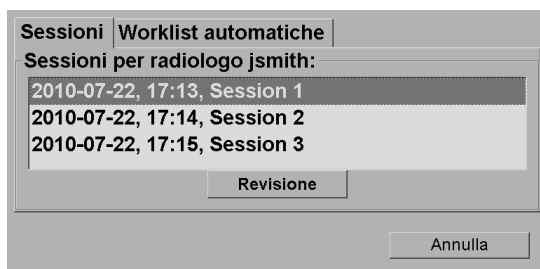 Sessioni Worklist automatiche
Sessioni per radiologo jsmith:
2010-07-22, 17:13, Session 1
2010-07-22, 17:14, Session 2
2010-07-22, 17:15, Session 3
Revisione
Annulla